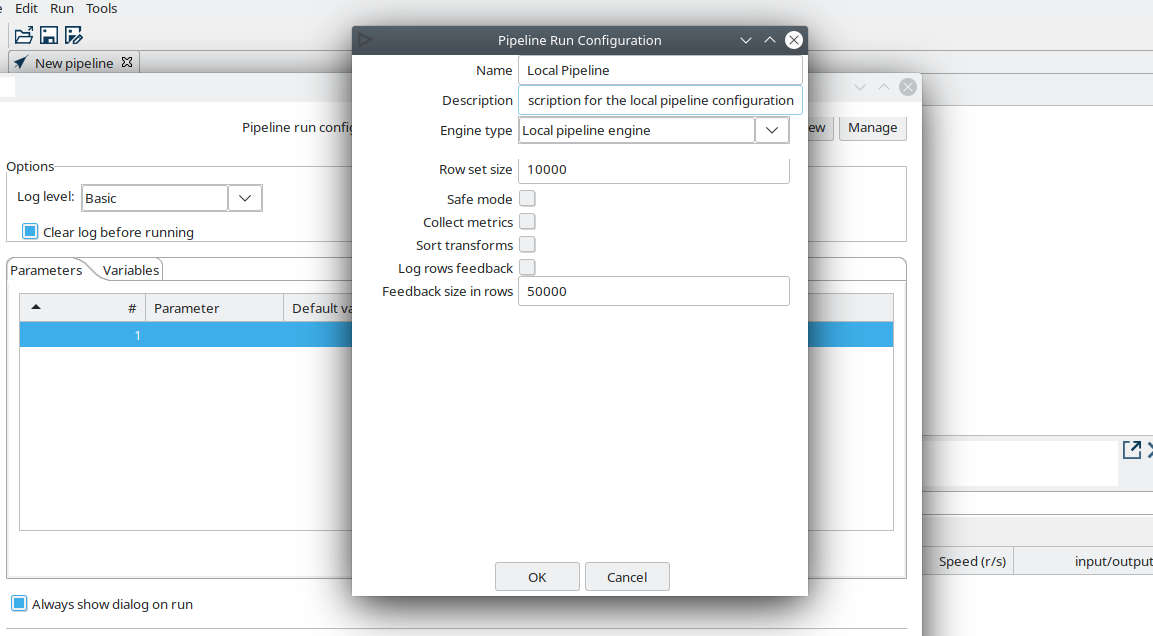 Edit Run Tools
New pipeline
Pipeline Run Configuration
Name Local Pipeline
Description scription for the local pipeline configuration
Engine type Local pipeline engine
Row set size 10000
Safe mode
Collect metrics
Sort transforms
Log rows feedback
Feedback size in rows 50000
OK Cancel
Pipeline run config
ew Manage
Options
Log level: Basic
Clear log before running
Parameters Variables
# Parameter Default va
1
Always show dialog on run
Speed (r/s) input/output